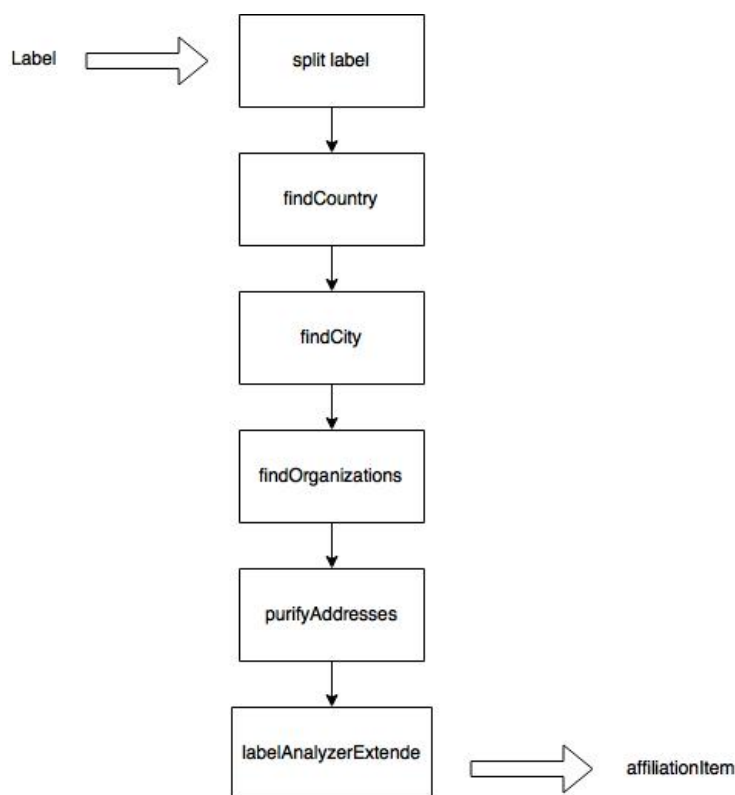 Label
split label
findCountry
findCity
findOrganizations
purifyAddresses
labelAnalyzerExtende
affiliationItem